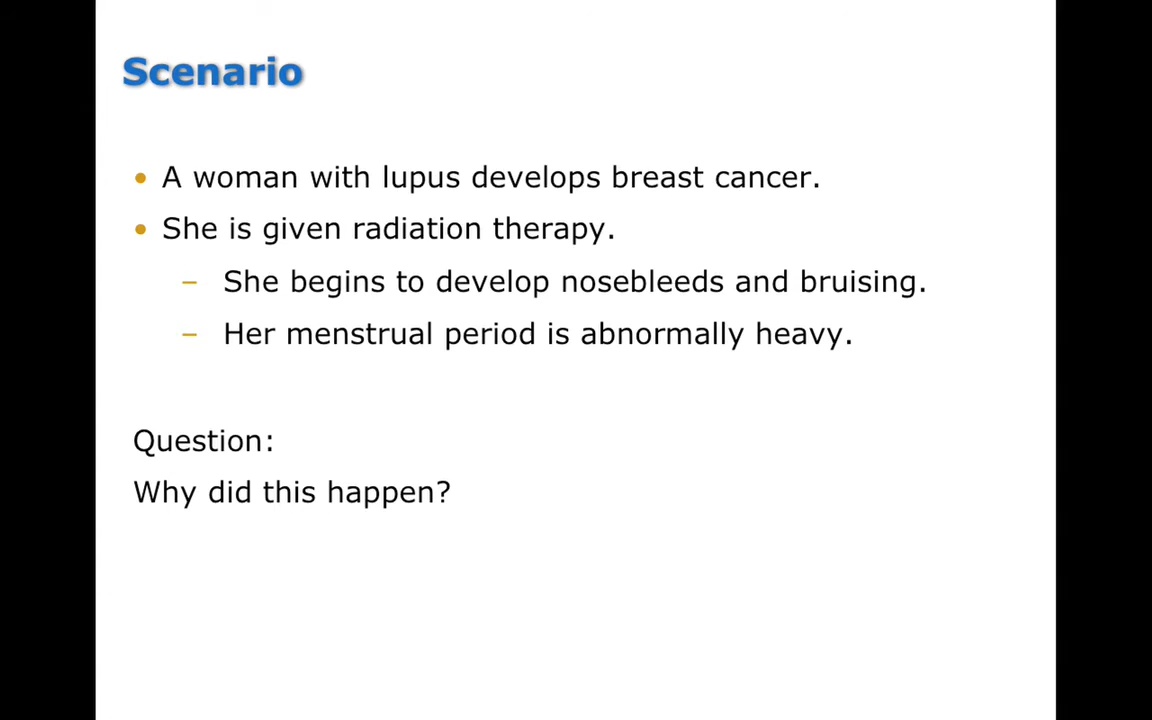 Scenario
• A woman with lupus develops breast cancer.
• She is given radiation therapy.
– She begins to develop nosebleeds and bruising.
– Her menstrual period is abnormally heavy.
Question:
Why did this happen?